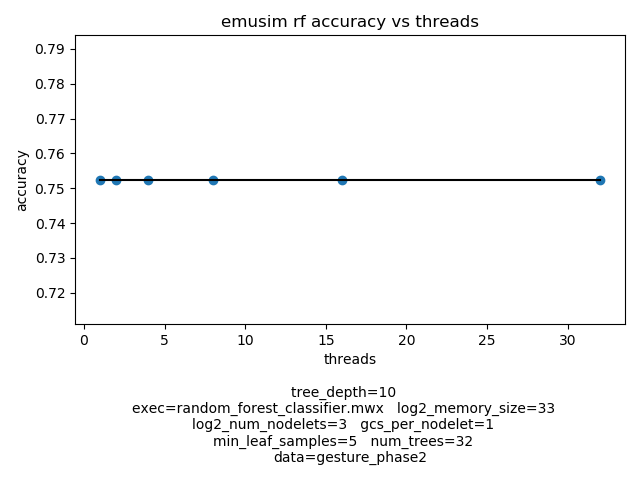 emusim rf accuracy vs threads
0.79
0.78
0.77
0.76
0.75
0.74
0.73
0.72
accuracy
0 5 10 15 20 25 30
threads
tree_depth=10
exec=random_forest_classifier.mwx log2_memory_size=33
log2_num_nodelets=3 gcs_per_nodelet=1
min_leaf_samples=5 num_trees=32
data=gesture_phase2